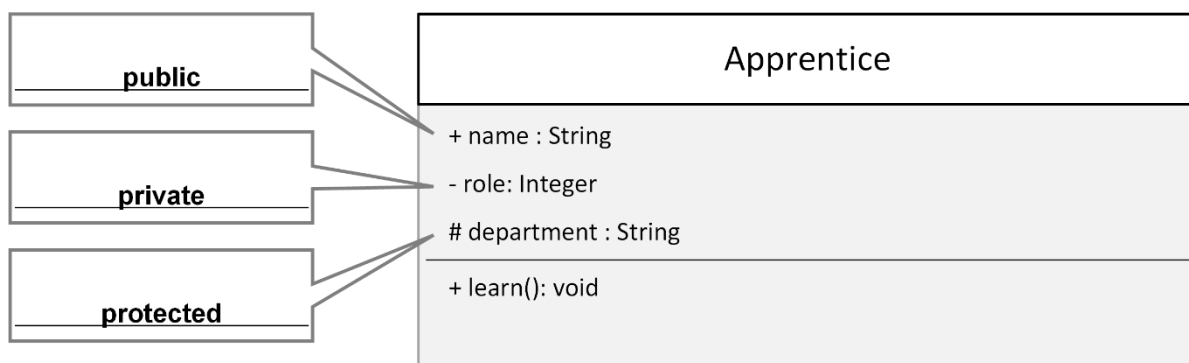 public
private
protected
Apprentice
+ name : String
- role: Integer
# department : String
+ learn(): void